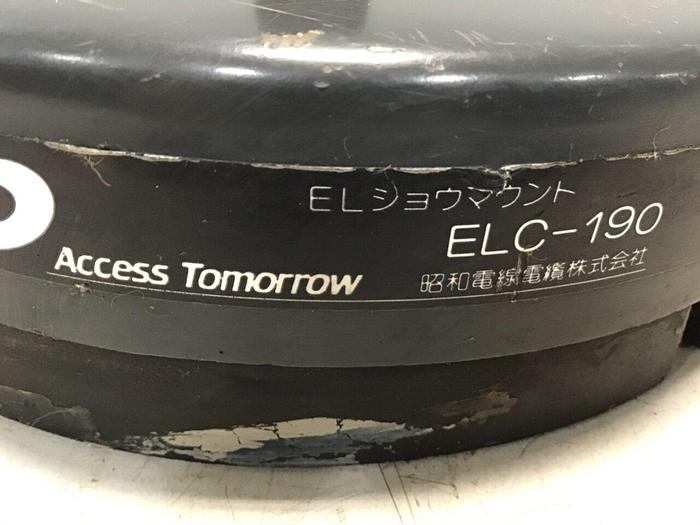 ELショウマウント
ELC-190
Access Tomorrow
昭和電線電纜株式会社